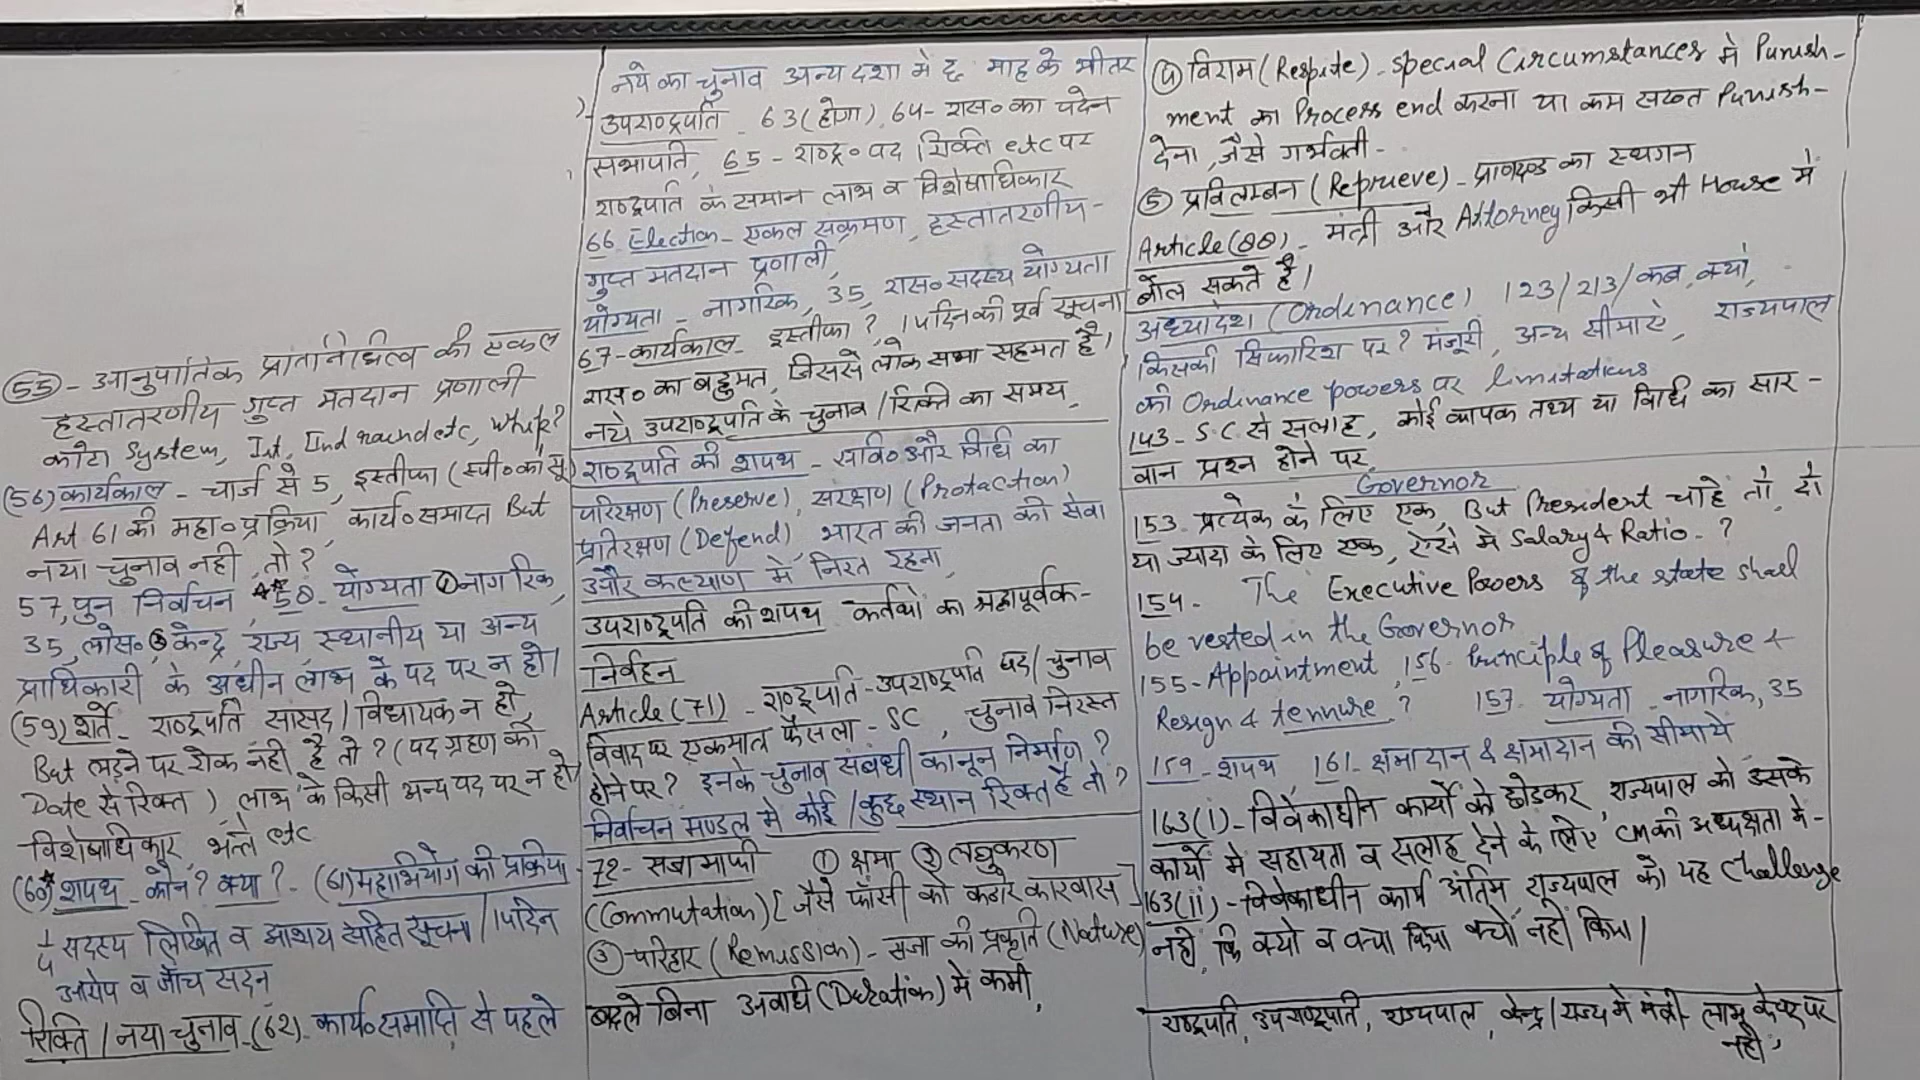 (55)- आनुपातिक प्रतिनिधित्व की एकल
हस्तांतरणीय गुप्त मतदान प्रणाली
कोटा System, Ist, IInd round etc, whip?
(56) कार्यकाल - चार्ज से 5, इस्तीफा (स्पी० को सू)
Art 61 की महा० प्रक्रिया, कार्य० समाप्त But
नया चुनाव नही, तो?
57, पुन निर्वाचन ** 58- योग्यता ① नागरिक,
35, लोस० ③ केन्द्र, राज्य स्थानीय या अन्य
प्राधिकारी के अधीन लाभ के पद पर न हो।
(59) शर्ते - राष्ट्रपति सांसद / विधायक न हो
But लड़ने पर रोक नही है तो? (पद ग्रहण की
Date से रिक्त) लाभ के किसी अन्य पद पर न हो,
विशेषाधिकार, भत्ते etc
(60)* शपथ - कौन? क्या? - (61) महाभियोग की प्रक्रिया -
1/4 सदस्य लिखित व आशय सहित सूचना / 14 दिन
आरोप व जाँच सदन
रिक्ति / नया चुनाव - (62) - कार्य० समाप्ति से पहले
नये का चुनाव अन्य दशा मे 6 माह के भीतर
उपराष्ट्रपति - 63 (होगा), 64- रास० का पदेन
सभापति, 65 - राष्ट्र० पद रिक्ति etc पर
राष्ट्रपति के समान लाभ व विशेषाधिकार
66. Election - एकल संक्रमण, हस्तांतरणीय -
गुप्त मतदान प्रणाली,
योग्यता - नागरिक, 35, रास० सदस्य योग्यता
67- कार्यकाल - इस्तीफा?, 14 दिन की पूर्व सूचना
रास० का बहुमत, जिससे लोक सभा सहमत है।
नये उपराष्ट्रपति के चुनाव / रिक्ति का समय,
राष्ट्रपति की शपथ - संवि० और विधि का
परिरक्षण (Preserve), संरक्षण (Protaction)
प्रतिरक्षण (Defend), भारत की जनता की सेवा
और कल्याण में निरत रहना,
उपराष्ट्रपति की शपथ कर्तव्यों का श्रद्धापूर्वक -
निर्वहन
Article (71) - राष्ट्रपति - उपराष्ट्रपति पद / चुनाव
विवाद पर एकमात्र फैसला - SC, चुनाव निरस्त
होने पर? इनके चुनाव संबंधी कानून निर्माण?
निर्वाचन मण्डल मे कोई / कुछ स्थान रिक्त है तो?
72- सजा माफी ① क्षमा ② लघुकरण
(Commutation) [जैसे फाँसी को कठोर कारवास]
③ परिहार (Remission) - सजा की प्रकृति (Nature)
बदले बिना अवधि (Duration) मे कमी,
④ विराम (Respite) - Special Circumstances मे Punish-
ment का Process end करना या कम सख्त Punish-
देना, जैसे गर्भवती -
⑤ प्रविलम्बन (Reprieve) - प्राणदण्ड का स्थगन
Article (88) - मंत्री और Attorney किसी भी House मे
बोल सकते है।
अध्यादेश (Ordinance) 123/213/ कब, क्यो,
किसकी सिफारिश पर? मंजूरी, अन्य सीमाऐ, राज्यपाल
की Ordinance powers पर limitations
143- S.C से सलाह, कोई व्यापक तथ्य या विधि का सार -
वान प्रश्न होने पर,
Governor
153 - प्रत्येक के लिए एक, But President चाहे तो, दो
या ज्यादा के लिए एक, ऐसे मे Salary & Ratio - ?
154- The Executive Powers of the state shall
be vested in the Governor
155- Appointment, 156- Principle of Pleasure &
Resign & tennure? 157- योग्यता - नागरिक, 35
159 - शपथ 161- क्षमादान & क्षमादान की सीमाये
163(i) - विवेकाधीन कार्यों को छोडकर, राज्यपाल को उसके
कार्यो मे सहायता व सलाह देने के लिए CM की अध्यक्षता मे -
163(ii) - विवेकाधीन कार्य अंतिम, राज्यपाल को यह Challenge
नही, कि क्यो व क्या किया क्यों नही किया।
राष्ट्रपति, उपराष्ट्रपति, राज्यपाल, केन्द्र / राज्य मे मंत्री - लाभ के पद पर
नही,